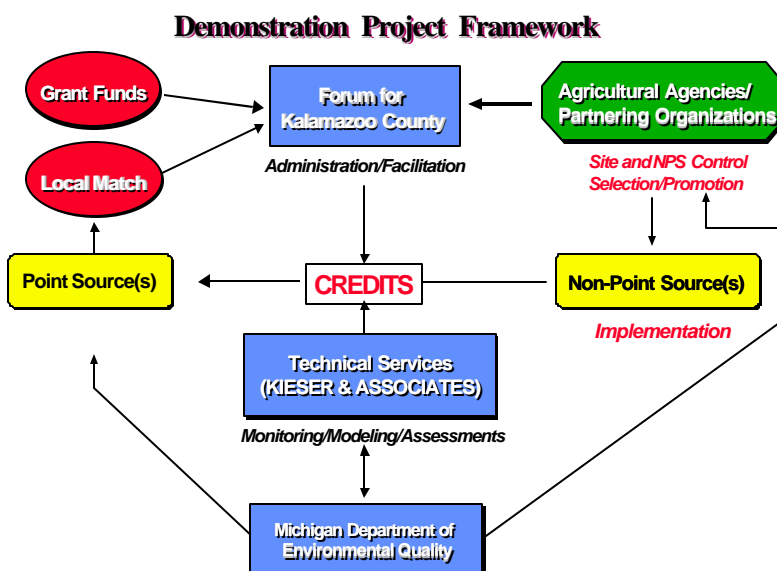 Demonstration Project Framework
Grant Funds
Forum for
Kalamazoo County
Agricultural Agencies/
Partnering Organizations
Local Match
Administration/Facilitation
Site and NPS Control
Selection/Promotion
Point Source(s)
CREDITS
Non-Point Source(s)
Implementation
Technical Services
(KIESER & ASSOCIATES)
Monitoring/Modeling/Assessments
Michigan Department of
Environmental Quality